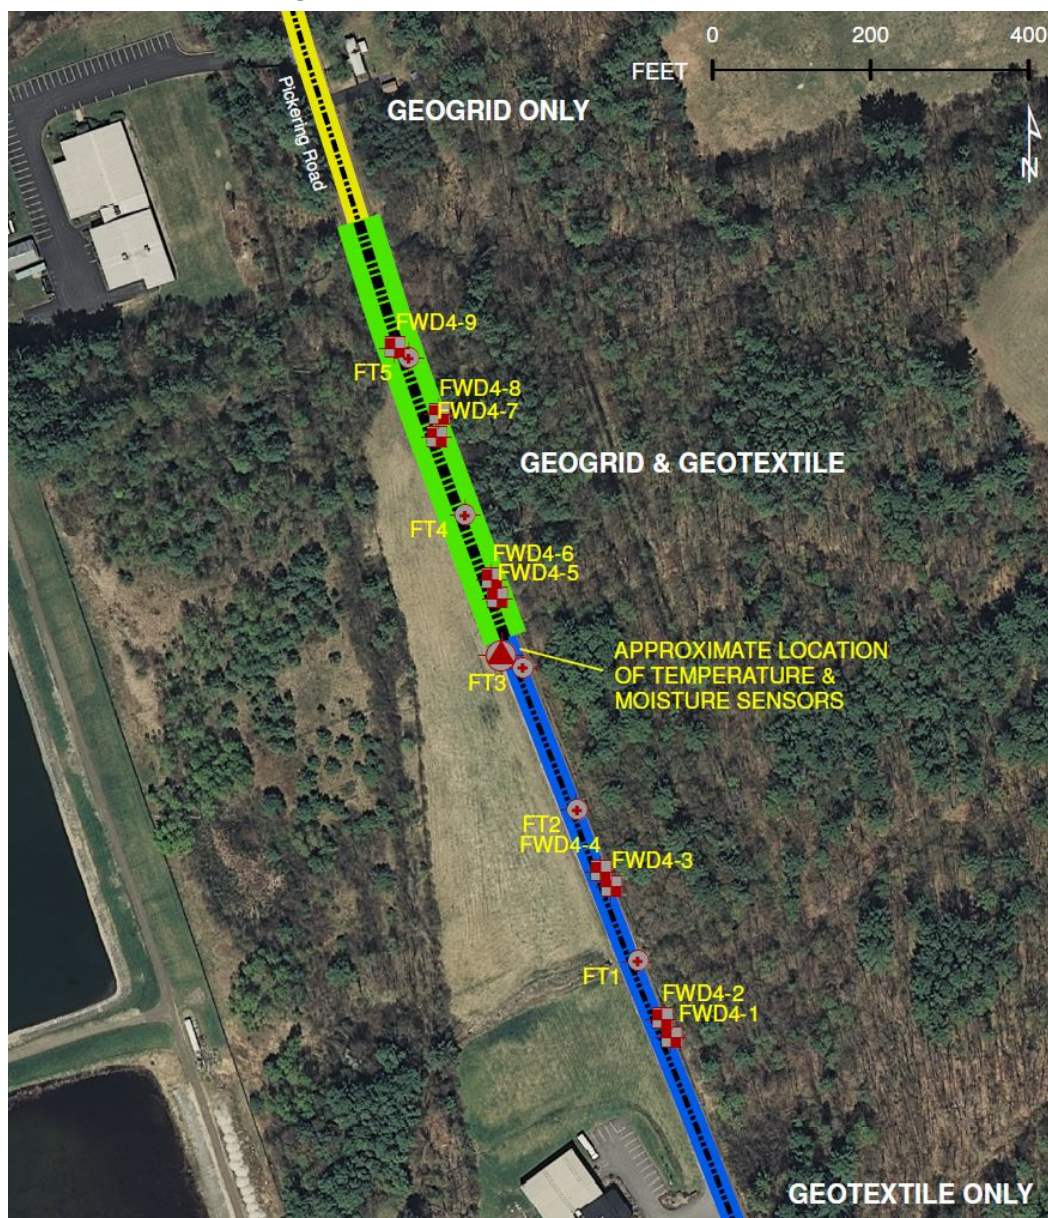 0 200 400
FEET
GEOGRID ONLY
N
Pickering Road
FWD4-9
FT5
FWD4-8
FWD4-7
GEOGRID & GEOTEXTILE
FT4
FWD4-6
FWD4-5
APPROXIMATE LOCATION
OF TEMPERATURE &
MOISTURE SENSORS
FT3
FT2
FWD4-4
FWD4-3
FT1
FWD4-2
FWD4-1
GEOTEXTILE ONLY